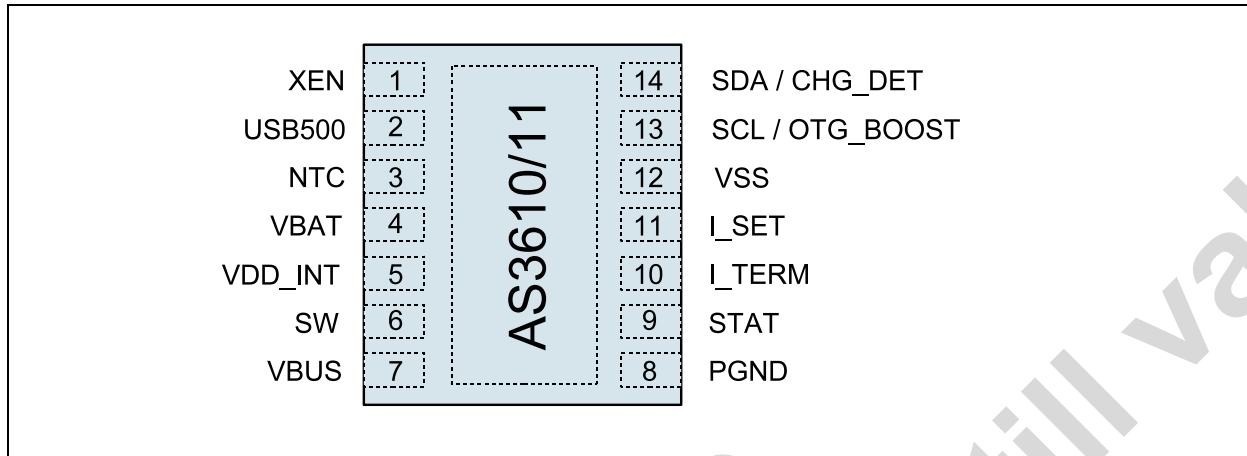 XEN 1 14 SDA / CHG_DET
USB500 2 13 SCL / OTG_BOOST
NTC 3 12 VSS
VBAT 4 11 I_SET
VDD_INT 5 10 I_TERM
SW 6 9 STAT
VBUS 7 8 PGND
AS3610/11
till